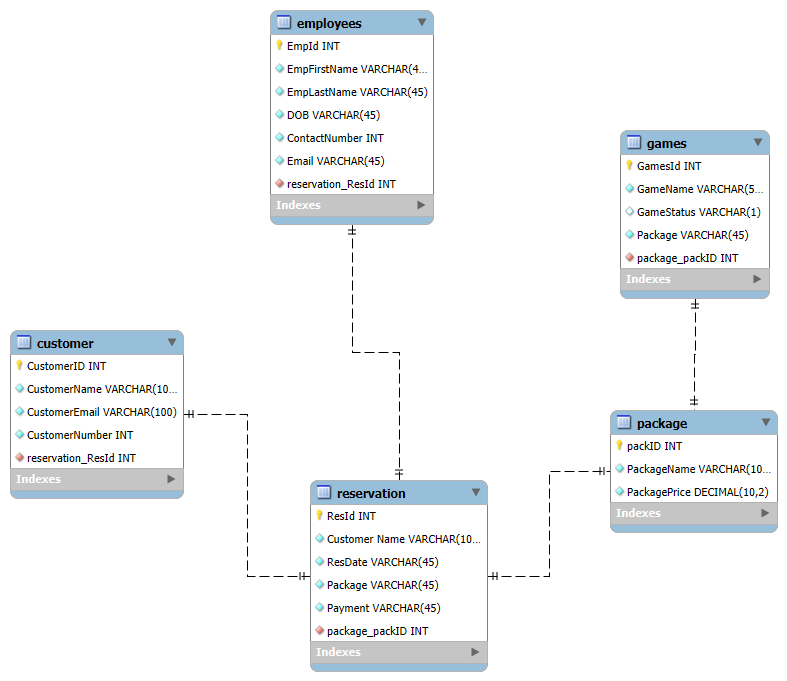 employees
EmpId INT
EmpFirstName VARCHAR(4...
EmpLastName VARCHAR(45)
DOB VARCHAR(45)
ContactNumber INT
Email VARCHAR(45)
reservation_ResId INT
Indexes
games
GamesId INT
GameName VARCHAR(5...
GameStatus VARCHAR(1)
Package VARCHAR(45)
package_packID INT
Indexes
customer
CustomerID INT
CustomerName VARCHAR(10...
CustomerEmail VARCHAR(100)
CustomerNumber INT
reservation_ResId INT
Indexes
package
packID INT
PackageName VARCHAR(10...
PackagePrice DECIMAL(10,2)
Indexes
reservation
ResId INT
Customer Name VARCHAR(10...
ResDate VARCHAR(45)
Package VARCHAR(45)
Payment VARCHAR(45)
package_packID INT
Indexes